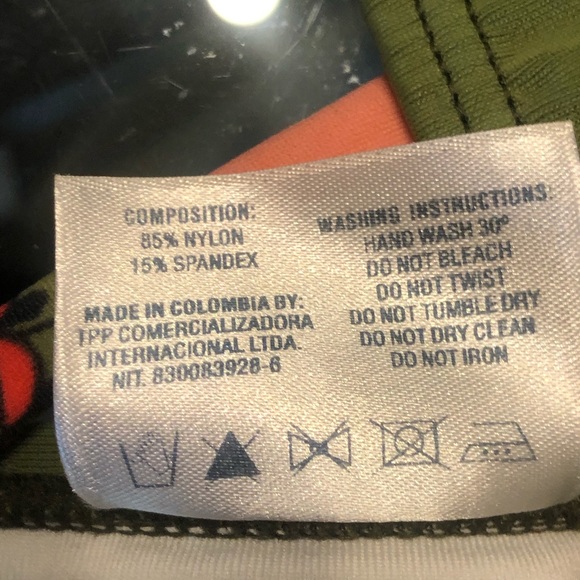 COMPOSITION:
85% NYLON
15% SPANDEX
MADE IN COLOMBIA BY:
TPP COMERCIALIZADORA
INTERNACIONAL LTDA.
NIT. 830083928-6
WASHING INSTRUCTIONS:
HAND WASH 30º
DO NOT BLEACH
DO NOT TWIST
DO NOT TUMBLE DRY
DO NOT DRY CLEAN
DO NOT IRON